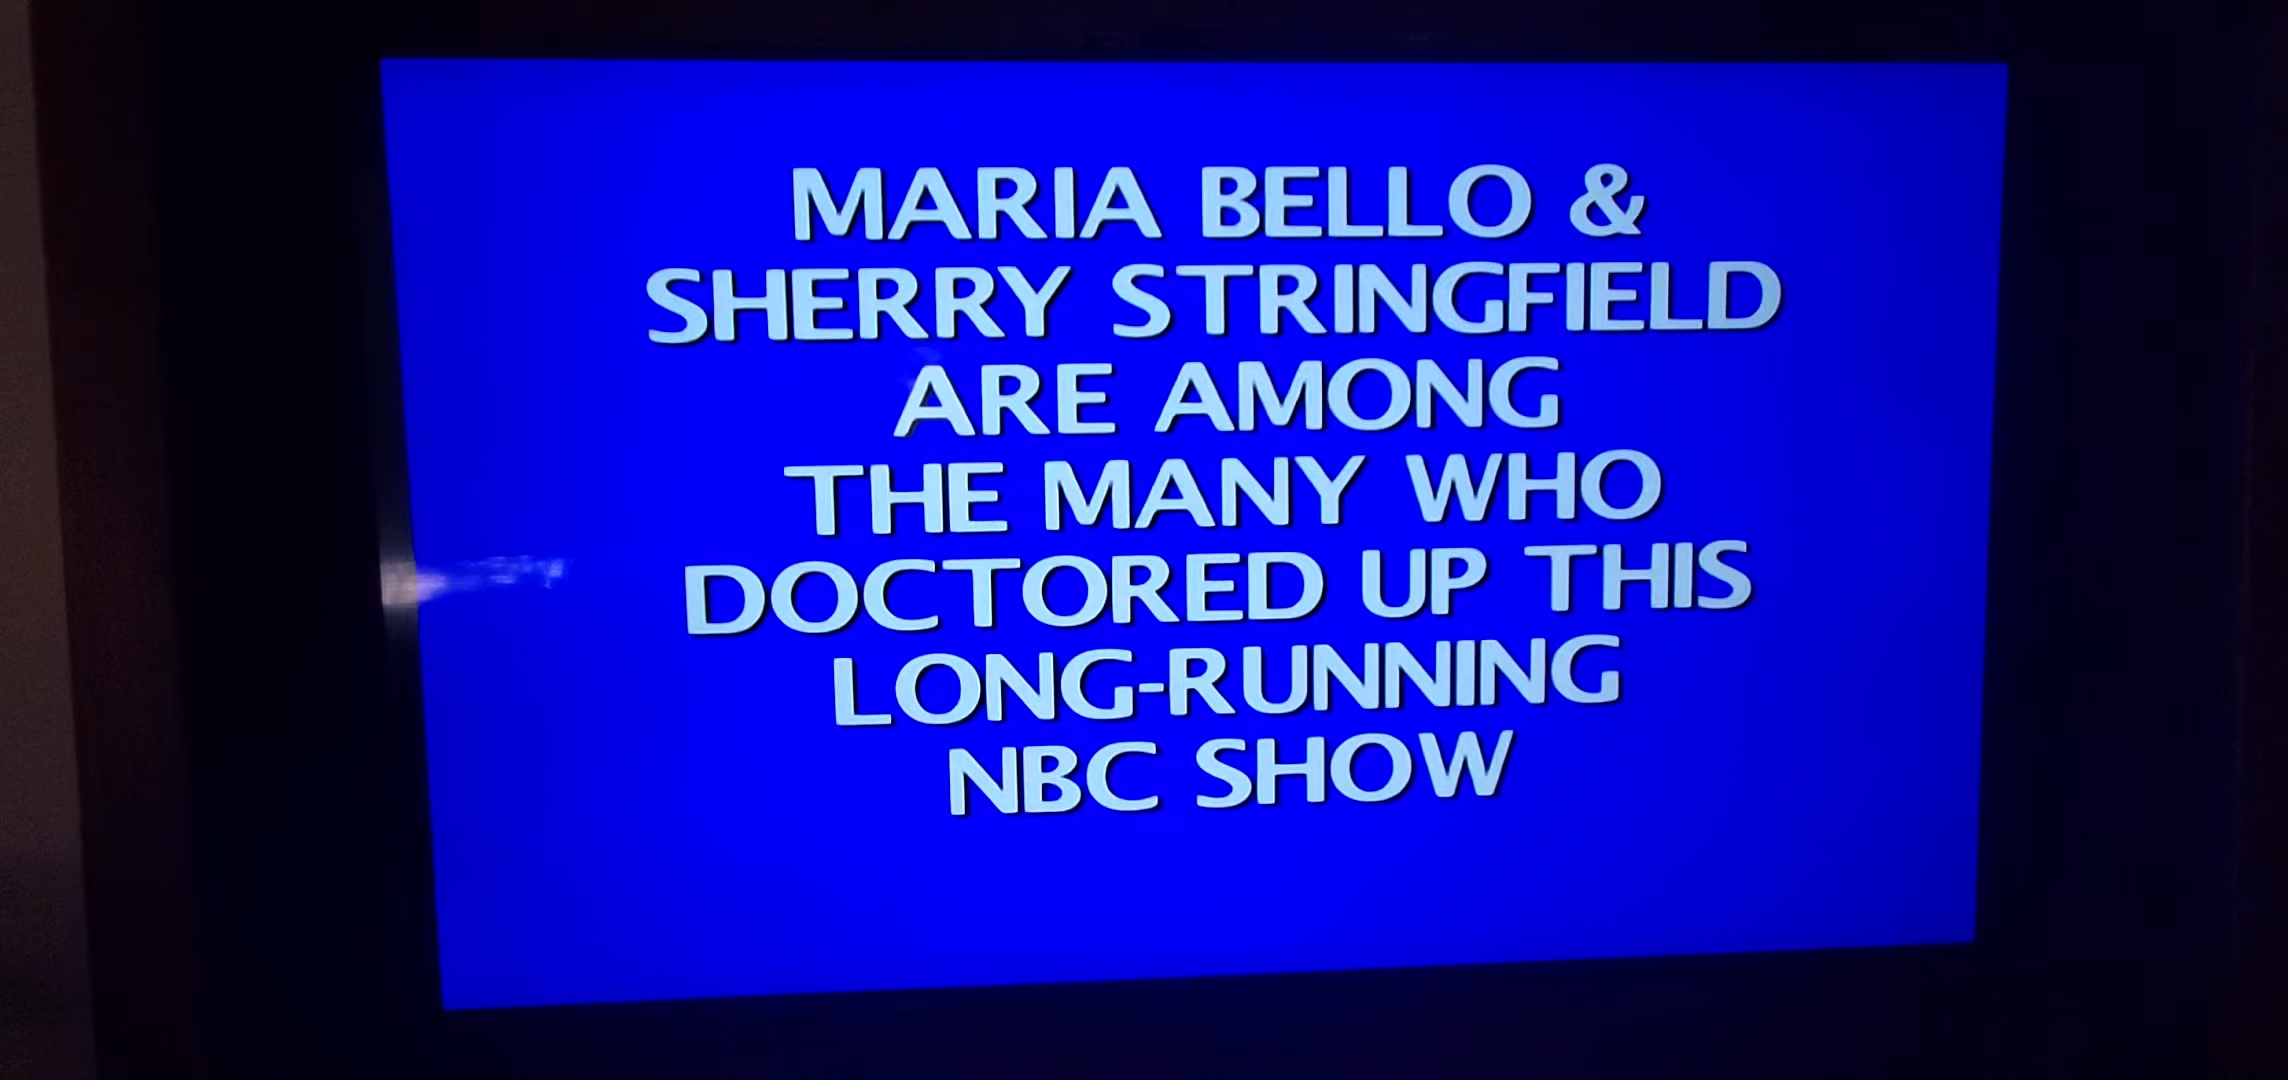 MARIA BELLO &
SHERRY STRINGFIELD
ARE AMONG
THE MANY WHO
DOCTORED UP THIS
LONG-RUNNING
NBC SHOW